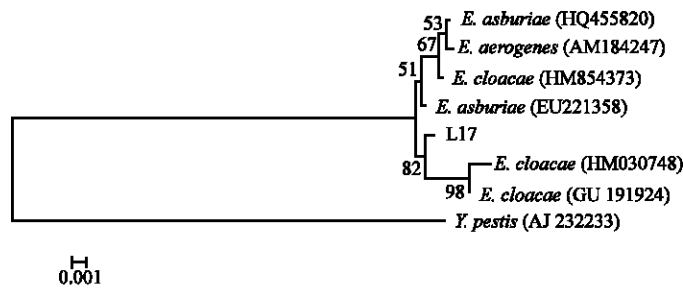 53
E. asburiae (HQ455820)
E. aerogenes (AM184247)
67
E. cloacae (HM854373)
51
E. asburiae (EU221358)
L17
82
E. cloacae (HM030748)
98
E. cloacae (GU 191924)
Y. pestis (AJ 232233)
0.001